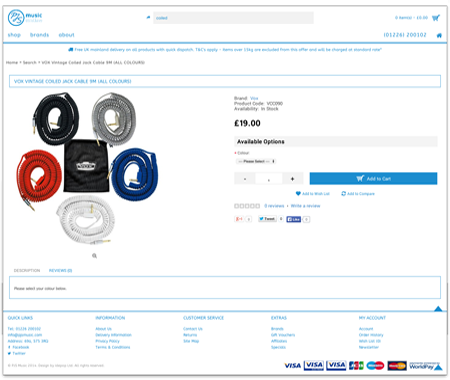 music
coiled
0 item(s) - £0.00
shop brands about
(01226) 200102
Free UK mainland delivery on all products with quick dispatch. T&C's apply - items over 15kg are excluded from this offer and will be charged at standard rate*
Home » Search » VOX Vintage Coiled Jack Cable 9M (ALL COLOURS)
VOX VINTAGE COILED JACK CABLE 9M (ALL COLOURS)
Brand: Vox
Product Code: VCC090
Availability: In Stock
£19.00
Available Options
* Colour:
--- Please Select ---
- +
Add to Cart
Add to Wish List
Add to Compare
0 reviews • Write a review
Tweet
Like
DESCRIPTION REVIEWS (0)
Please select your colour below.
QUICK LINKS INFORMATION CUSTOMER SERVICE EXTRAS MY ACCOUNT
Tel. 01226 200102 About Us Contact Us Brands Account
Delivery Information Returns Gift Vouchers Order History
Privacy Policy Site Map Affiliates Wish List (0)
Facebook Terms & Conditions Specials Newsletter
Twitter
VISA VISA VISA
WorldPay